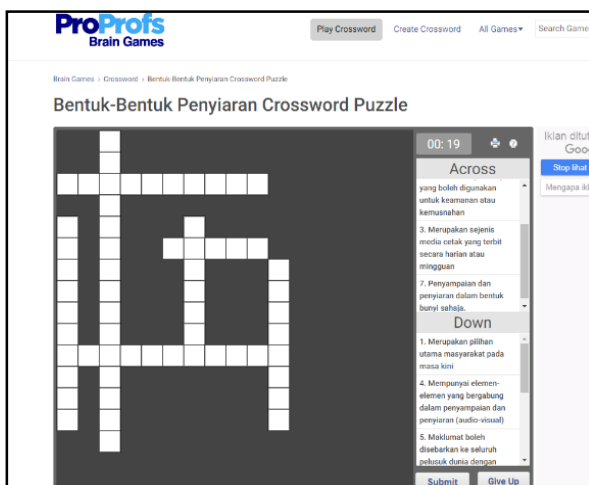 ProProfs
Brain Games
Play Crossword
Create Crossword
All Games▾
Search Game
Brain Games › Crossword › Bentuk-Bentuk Penyiaran Crossword Puzzle
Bentuk-Bentuk Penyiaran Crossword Puzzle
00: 19
Across
yang boleh digunakan
untuk keamanan atau
kemusnahan
3. Merupakan sejenis
media cetak yang terbit
secara harian atau
mingguan
7. Penyampaian dan
penyiaran dalam bentuk
bunyi sahaja.
Down
1. Merupakan pilihan
utama masyarakat pada
masa kini
4. Mempunyai elemen-
elemen yang bergabung
dalam penyampaian dan
penyiaran (audio-visual)
5. Maklumat boleh
disebarkan ke seluruh
pelusuk dunia dengan
Submit
Give Up
Iklan ditut
Goo
Stop lihat
Mengapa ikl